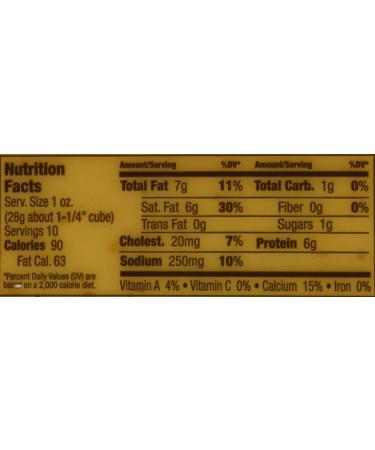 Nutrition
Facts
Serv. Size 1 oz.
(28g about 1-1/4" cube)
Servings 10
Calories 90
Fat Cal. 63
*Percent Daily Values (DV) are
based on a 2,000 calorie diet.
Amount/Serving %DV*
Total Fat 7g 11%
Sat. Fat 6g 30%
Trans Fat 0g
Cholest. 20mg 7%
Sodium 250mg 10%
Amount/Serving %DV*
Total Carb. 1g 0%
Fiber 0g 0%
Sugars 1g
Protein 6g
Vitamin A 4% • Vitamin C 0% • Calcium 15% • Iron 0%